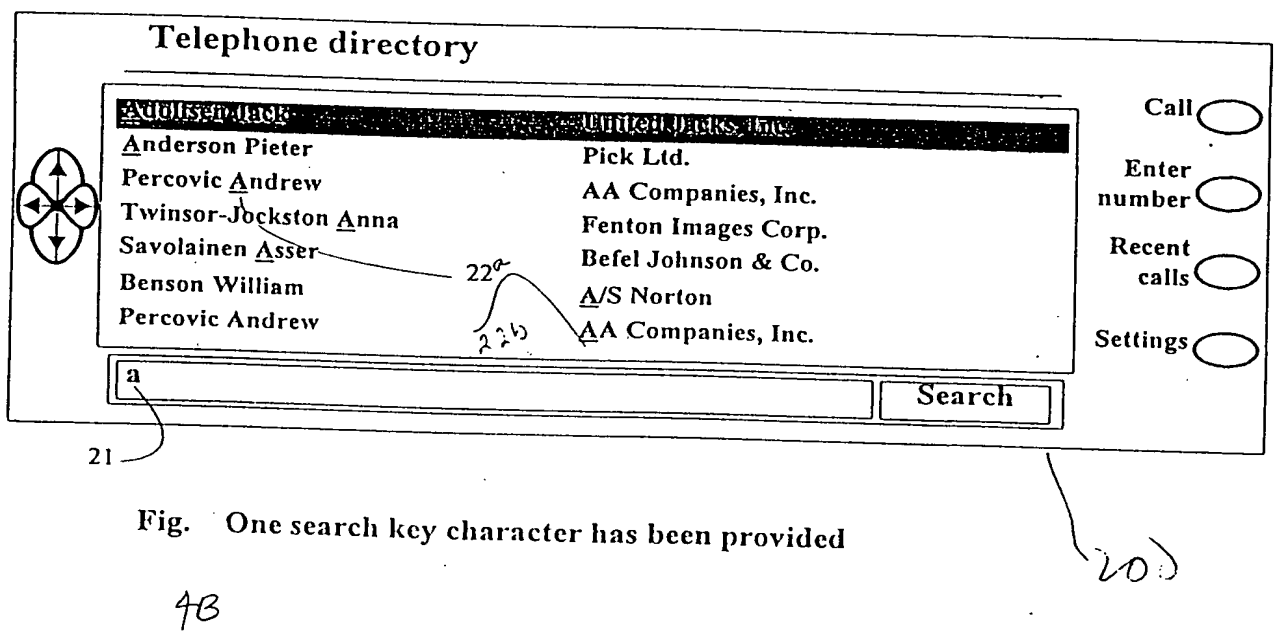 Telephone directory
Adolfsen Jack United Jacks, Inc.
Anderson Pieter Pick Ltd.
Percovic Andrew AA Companies, Inc.
Twinsor-Jockston Anna Fenton Images Corp.
Savolainen Asser Befel Johnson & Co.
Benson William A/S Norton
Percovic Andrew AA Companies, Inc.
Call
Enter
number
Recent
calls
Settings
22a
22b
a
Search
21
20
Fig. One search key character has been provided
4B